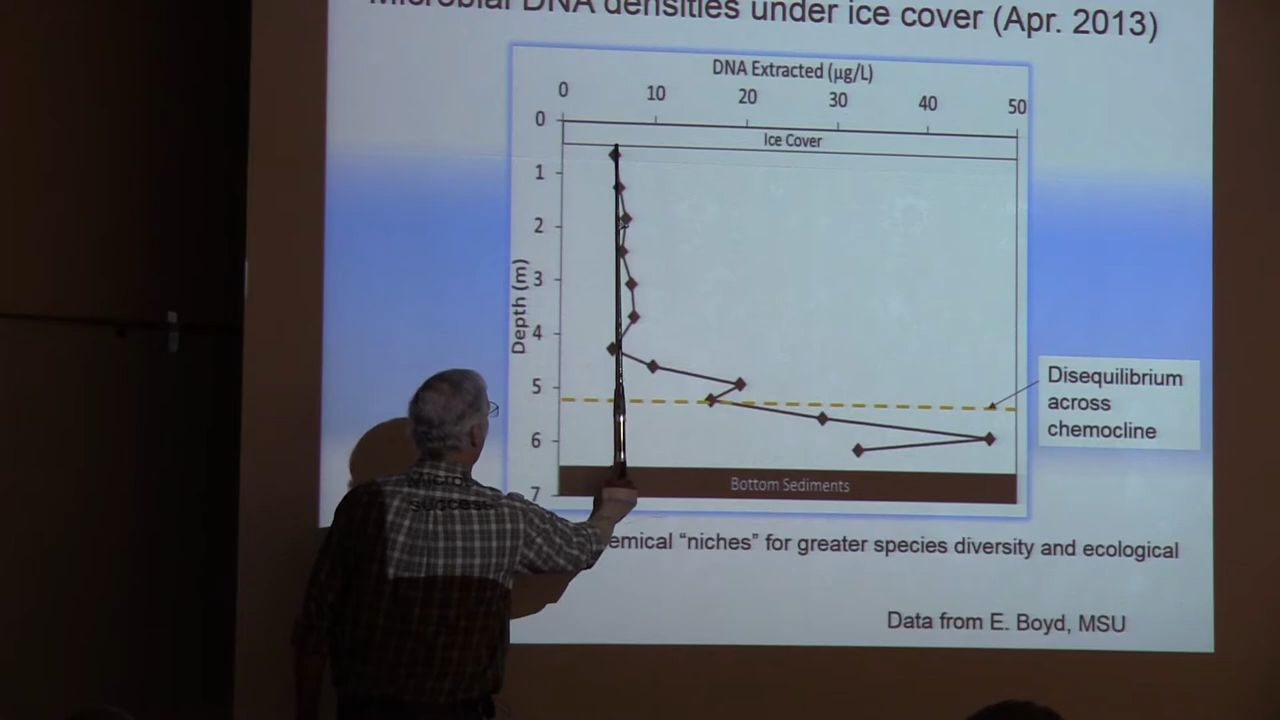 Microbial DNA densities under ice cover (Apr. 2013)
DNA Extracted (µg/L)
0 10 20 30 40 50
0
Ice Cover
1
2
3
4
5
6
7
Depth (m)
Disequilibrium
across
chemocline
Bottom Sediments
emical “niches” for greater species diversity and ecological
success
Data from E. Boyd, MSU